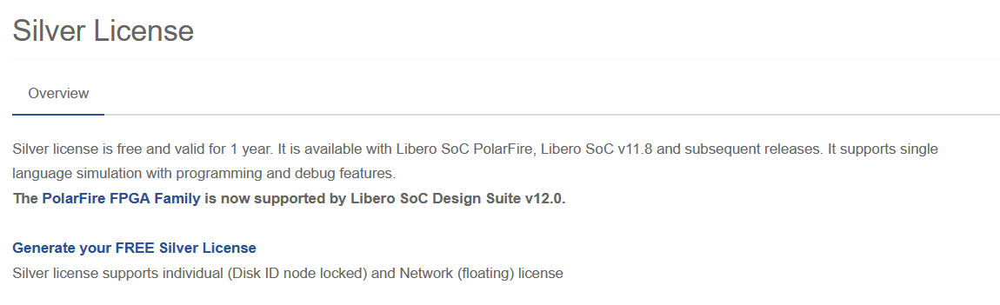 Silver License
Overview
Silver license is free and valid for 1 year. It is available with Libero SoC PolarFire, Libero SoC v11.8 and subsequent releases. It supports single
language simulation with programming and debug features.
The PolarFire FPGA Family is now supported by Libero SoC Design Suite v12.0.
Generate your FREE Silver License
Silver license supports individual (Disk ID node locked) and Network (floating) license